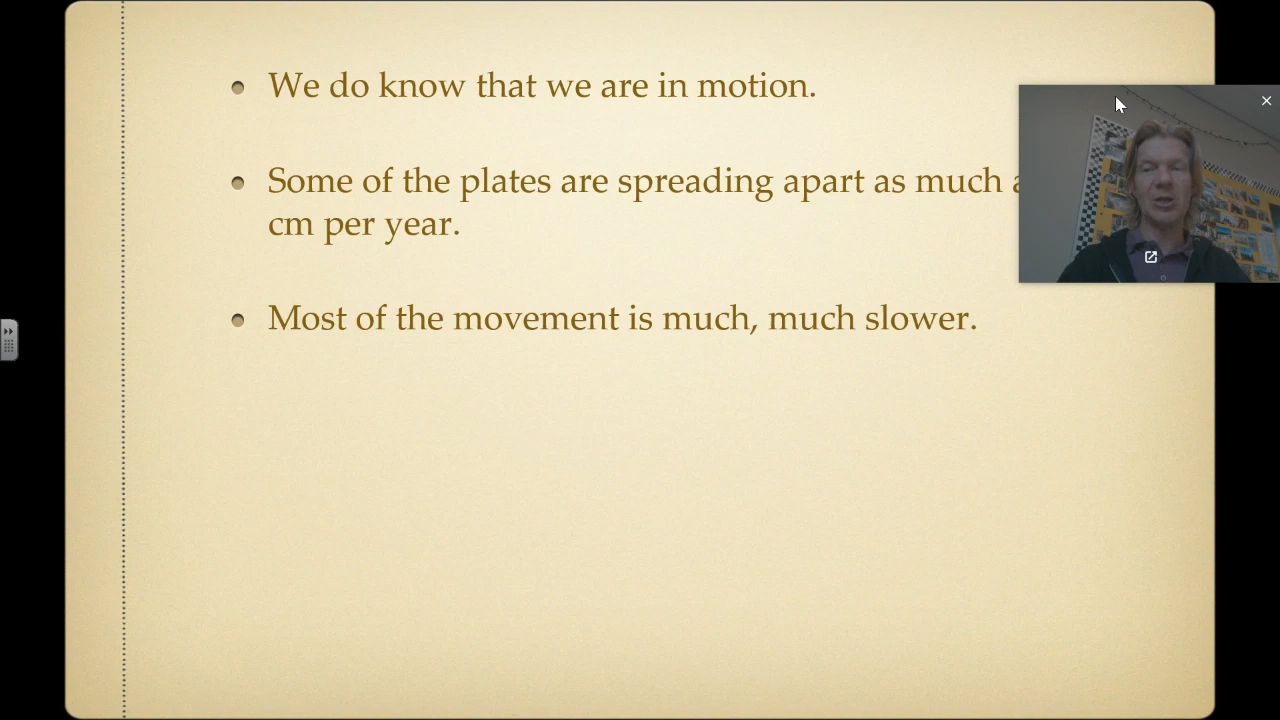 We do know that we are in motion.
Some of the plates are spreading apart as much
cm per year.
Most of the movement is much, much slower.